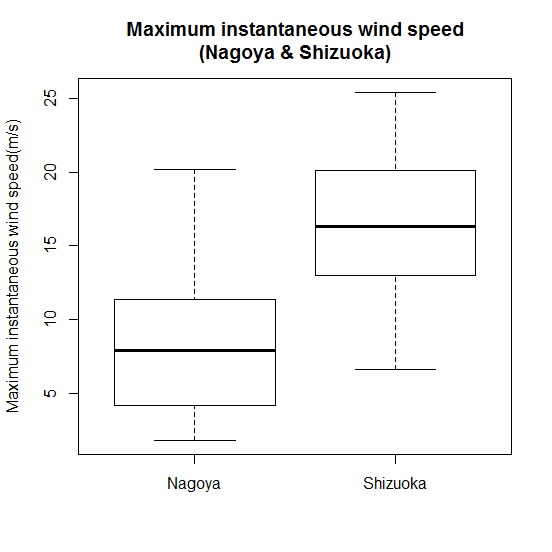 Maximum instantaneous wind speed
(Nagoya & Shizuoka)
Maximum instantaneous wind speed(m/s)
25
20
15
10
5
Nagoya
Shizuoka